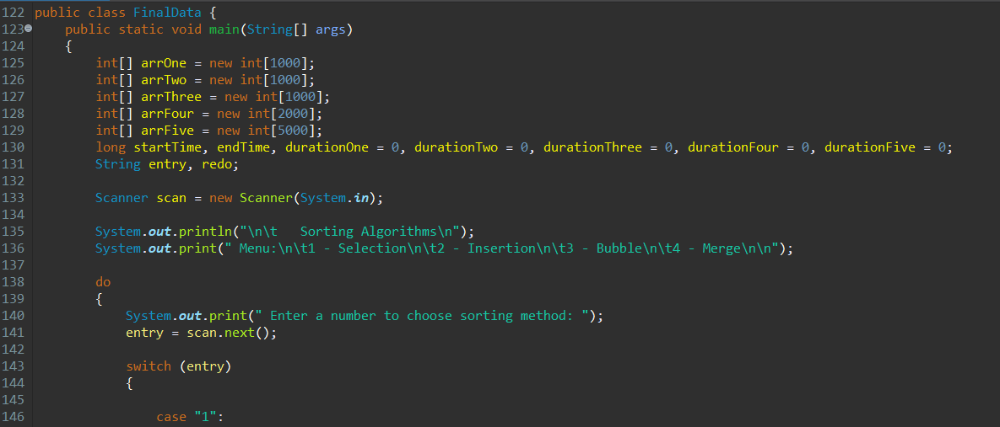 122 public class FinalData {
123 public static void main(String[] args)
124 {
125 int[] arrOne = new int[1000];
126 int[] arrTwo = new int[1000];
127 int[] arrThree = new int[1000];
128 int[] arrFour = new int[2000];
129 int[] arrFive = new int[5000];
130 long startTime, endTime, durationOne = 0, durationTwo = 0, durationThree = 0, durationFour = 0, durationFive = 0;
131 String entry, redo;
132
133 Scanner scan = new Scanner(System.in);
134
135 System.out.println("\n\t   Sorting Algorithms\n");
136 System.out.print(" Menu:\n\t1 - Selection\n\t2 - Insertion\n\t3 - Bubble\n\t4 - Merge\n\n");
137
138 do
139 {
140 System.out.print(" Enter a number to choose sorting method: ");
141 entry = scan.next();
142
143 switch (entry)
144 {
145
146 case "1":